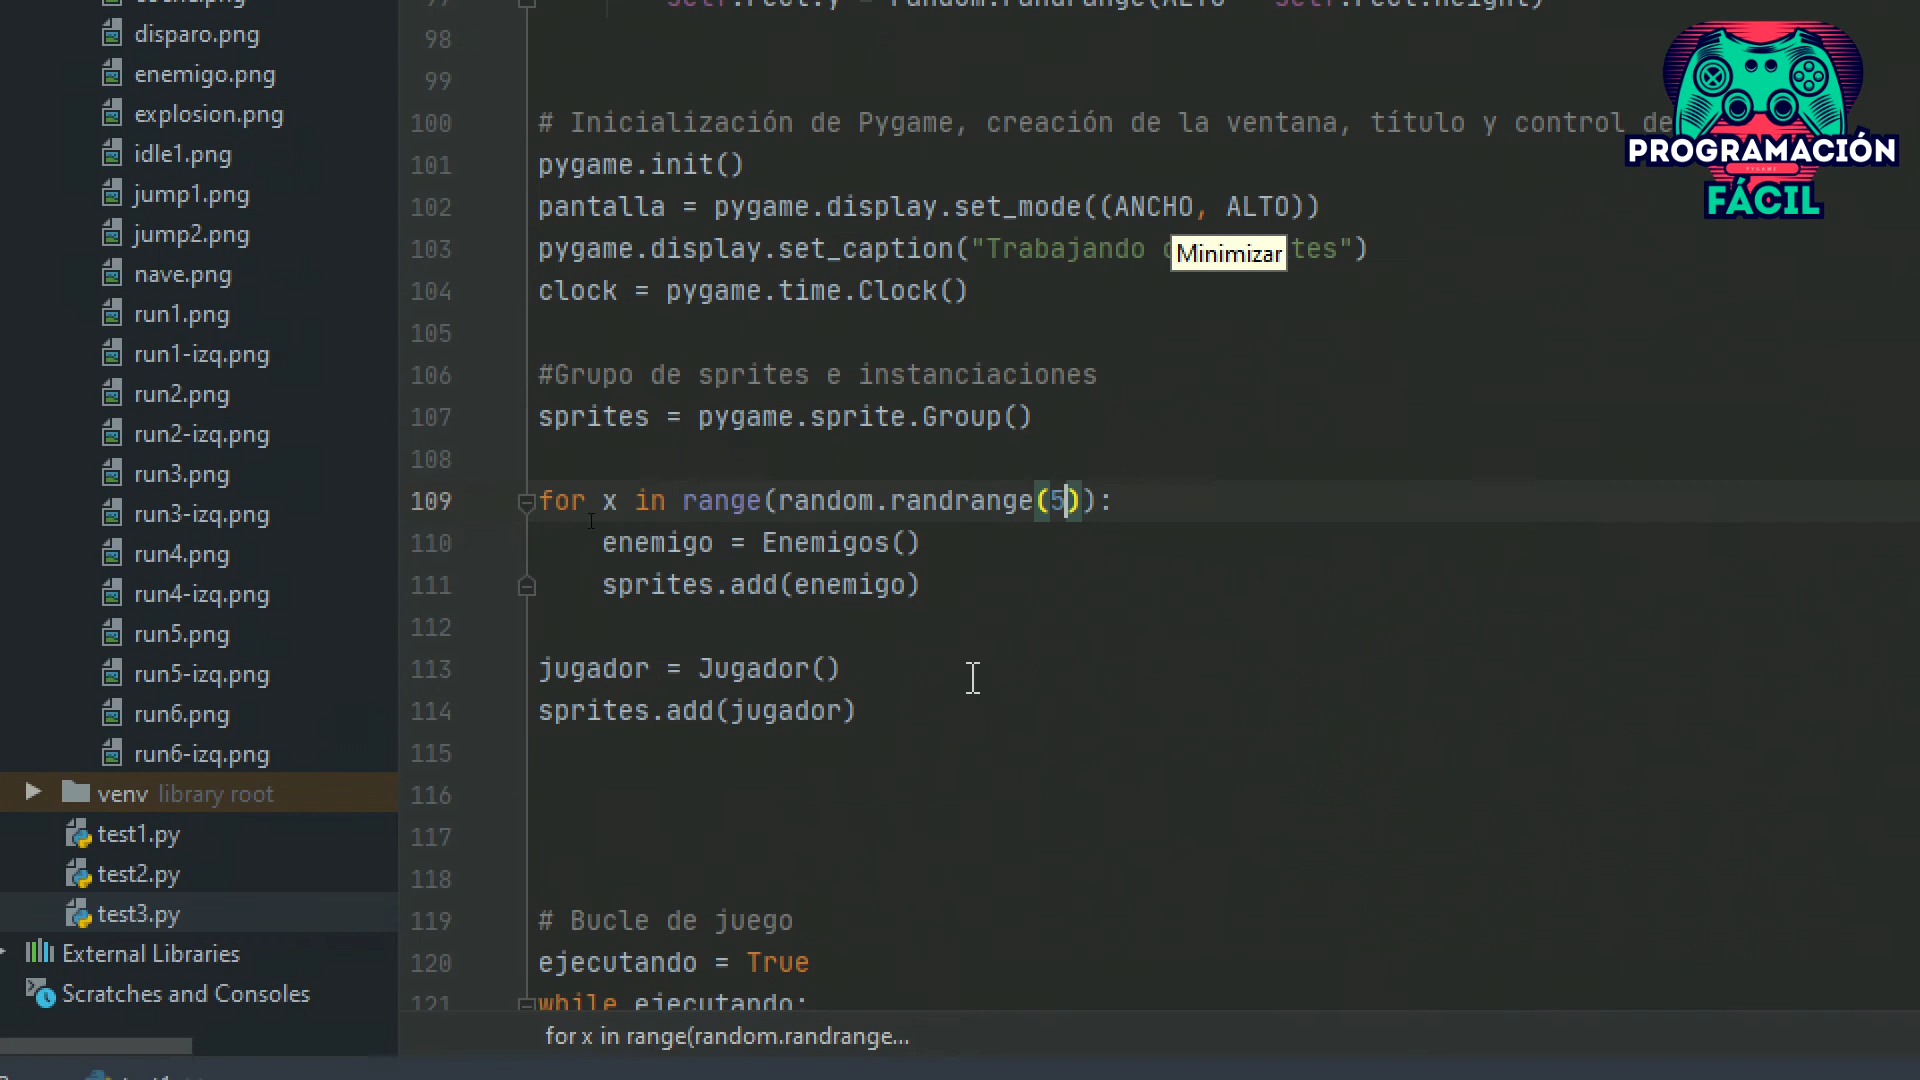 disparo.png
enemigo.png
explosion.png
idle1.png
jump1.png
jump2.png
nave.png
run1.png
run1-izq.png
run2.png
run2-izq.png
run3.png
run3-izq.png
run4.png
run4-izq.png
run5.png
run5-izq.png
run6.png
run6-izq.png
venv library root
test1.py
test2.py
test3.py
External Libraries
Scratches and Consoles
98
99
100 # Inicialización de Pygame, creación de la ventana, título y control de
101 pygame.init()
102 pantalla = pygame.display.set_mode((ANCHO, ALTO))
103 pygame.display.set_caption("Trabajando tes")
104 clock = pygame.time.Clock()
105
106 #Grupo de sprites e instanciaciones
107 sprites = pygame.sprite.Group()
108
109 for x in range(random.randrange(5)):
110 enemigo = Enemigos()
111 sprites.add(enemigo)
112
113 jugador = Jugador()
114 sprites.add(jugador)
115
116
117
118
119 # Bucle de juego
120 ejecutando = True
121 while ejecutando:
for x in range(random.randrange...
Minimizar
PROGRAMACIÓN
PYGAME
FÁCIL